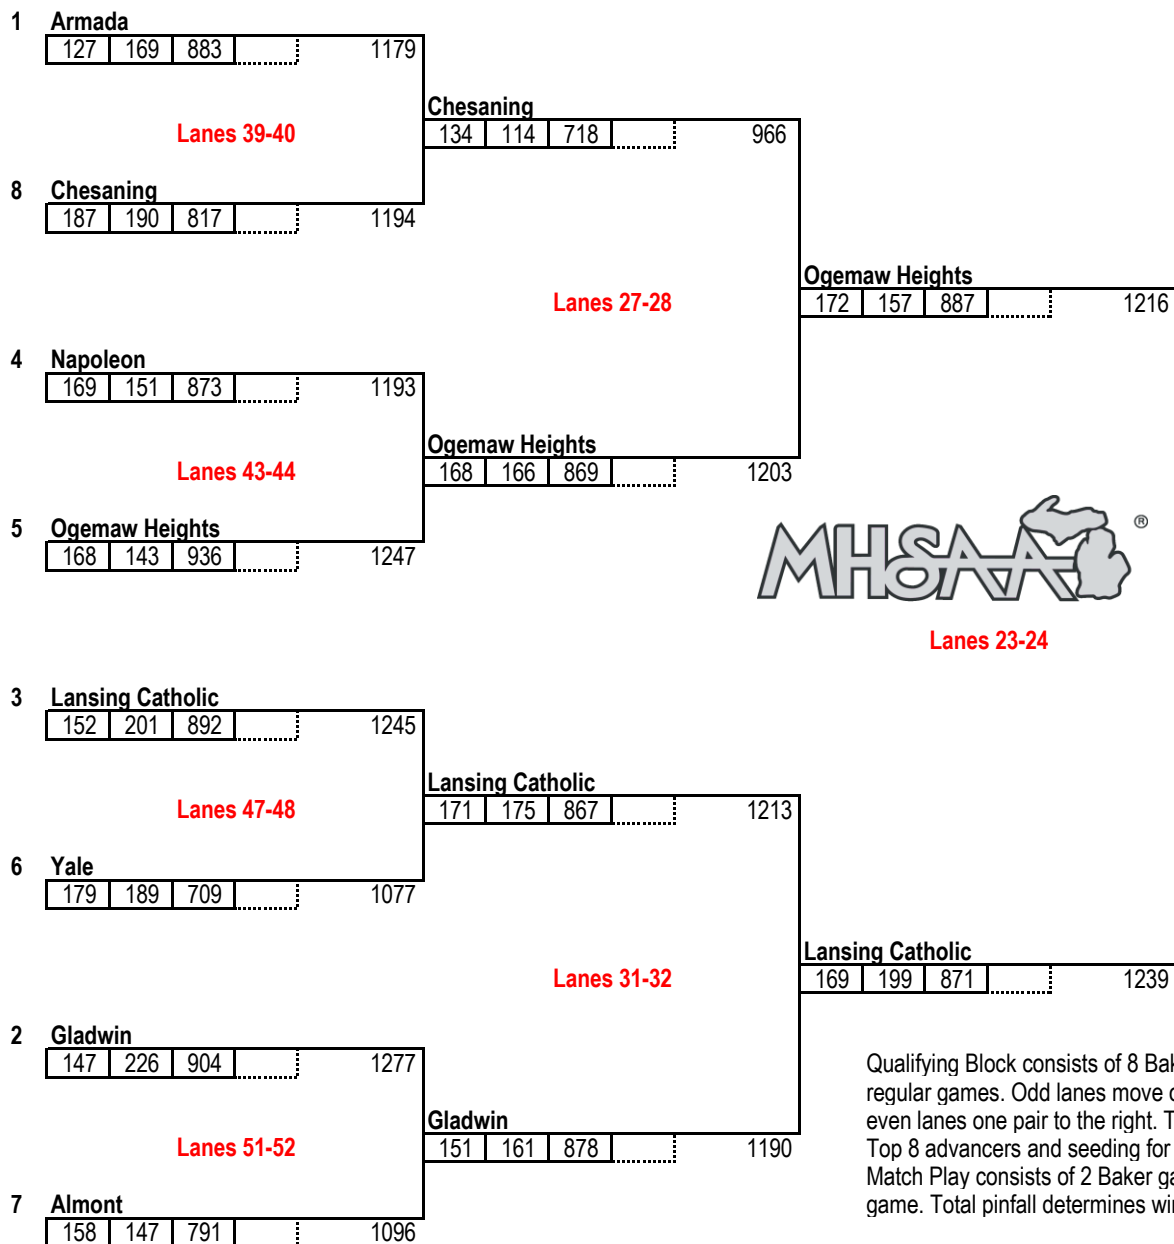 1 Armada
127 169 883 1179
Chesaning
134 114 718 966
Lanes 39-40
8 Chesaning
187 190 817 1194
Ogemaw Heights
172 157 887 1216
Lanes 27-28
4 Napoleon
169 151 873 1193
Ogemaw Heights
168 166 869 1203
Lanes 43-44
5 Ogemaw Heights
168 143 936 1247
MHSAA ®
Lanes 23-24
3 Lansing Catholic
152 201 892 1245
Lansing Catholic
171 175 867 1213
Lanes 47-48
6 Yale
179 189 709 1077
Lansing Catholic
169 199 871 1239
Lanes 31-32
2 Gladwin
147 226 904 1277
Gladwin
151 161 878 1190
Lanes 51-52
7 Almont
158 147 791 1096
Qualifying Block consists of 8 Bak
regular games. Odd lanes move
even lanes one pair to the right. T
Top 8 advancers and seeding for
Match Play consists of 2 Baker ga
game. Total pinfall determines wi